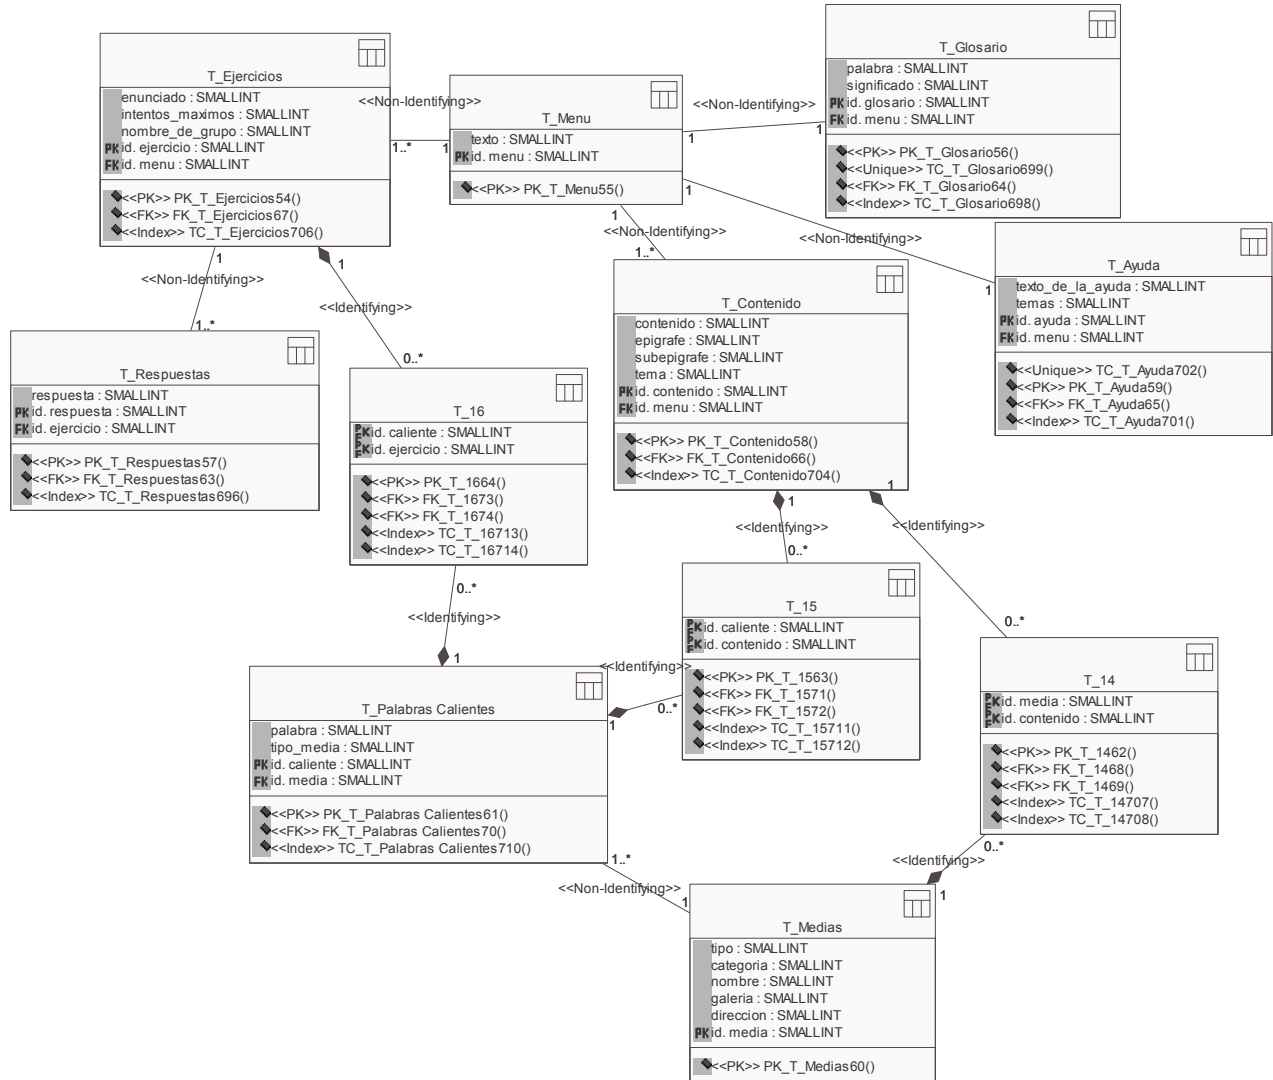 T_Ejercicios
enunciado : SMALLINT
intentos_maximos : SMALLINT
nombre_de_grupo : SMALLINT
PK id. ejercicio : SMALLINT
FK id. menu : SMALLINT
<<PK>> PK_T_Ejercicios54()
<<FK>> FK_T_Ejercicios67()
<<Index>> TC_T_Ejercicios706()
<<Non-Identifying>>
1..*
1
T_Menu
texto : SMALLINT
PK id. menu : SMALLINT
<<PK>> PK_T_Menu55()
<<Non-Identifying>>
1
1
T_Glosario
palabra : SMALLINT
significado : SMALLINT
PK id. glosario : SMALLINT
FK id. menu : SMALLINT
<<PK>> PK_T_Glosario56()
<<Unique>> TC_T_Glosario699()
<<FK>> FK_T_Glosario64()
<<Index>> TC_T_Glosario698()
1
<<Non-Identifying>>
1
T_Ayuda
texto_de_la_ayuda : SMALLINT
temas : SMALLINT
PK id. ayuda : SMALLINT
FK id. menu : SMALLINT
<<Unique>> TC_T_Ayuda702()
<<PK>> PK_T_Ayuda59()
<<FK>> FK_T_Ayuda65()
<<Index>> TC_T_Ayuda701()
1
<<Non-Identifying>>
1..*
T_Contenido
contenido : SMALLINT
epigrafe : SMALLINT
subepigrafe : SMALLINT
tema : SMALLINT
PK id. contenido : SMALLINT
FK id. menu : SMALLINT
<<PK>> PK_T_Contenido58()
<<FK>> FK_T_Contenido66()
<<Index>> TC_T_Contenido704()
1
<<Non-Identifying>>
1..*
T_Respuestas
respuesta : SMALLINT
PK id. respuesta : SMALLINT
FK id. ejercicio : SMALLINT
<<PK>> PK_T_Respuestas57()
<<FK>> FK_T_Respuestas63()
<<Index>> TC_T_Respuestas696()
1
<<Identifying>>
0..*
T_16
id. caliente : SMALLINT
id. ejercicio : SMALLINT
<<PK>> PK_T_1664()
<<FK>> FK_T_1673()
<<FK>> FK_T_1674()
<<Index>> TC_T_16713()
<<Index>> TC_T_16714()
0..*
<<Identifying>>
1
1
<<Identifying>>
0..*
T_15
id. caliente : SMALLINT
id. contenido : SMALLINT
<<PK>> PK_T_1563()
<<FK>> FK_T_1571()
<<FK>> FK_T_1572()
<<Index>> TC_T_15711()
<<Index>> TC_T_15712()
1
<<Identifying>>
0..*
T_14
id. media : SMALLINT
id. contenido : SMALLINT
<<PK>> PK_T_1462()
<<FK>> FK_T_1468()
<<FK>> FK_T_1469()
<<Index>> TC_T_14707()
<<Index>> TC_T_14708()
<<Identifying>>
0..*
1
T_Palabras Calientes
palabra : SMALLINT
tipo_media : SMALLINT
PK id. caliente : SMALLINT
FK id. media : SMALLINT
<<PK>> PK_T_Palabras Calientes61()
<<FK>> FK_T_Palabras Calientes70()
<<Index>> TC_T_Palabras Calientes710()
1..*
<<Non-Identifying>>
1
<<Identifying>>
0..*
1
T_Medias
tipo : SMALLINT
categoria : SMALLINT
nombre : SMALLINT
galeria : SMALLINT
direccion : SMALLINT
PK id. media : SMALLINT
<<PK>> PK_T_Medias60()